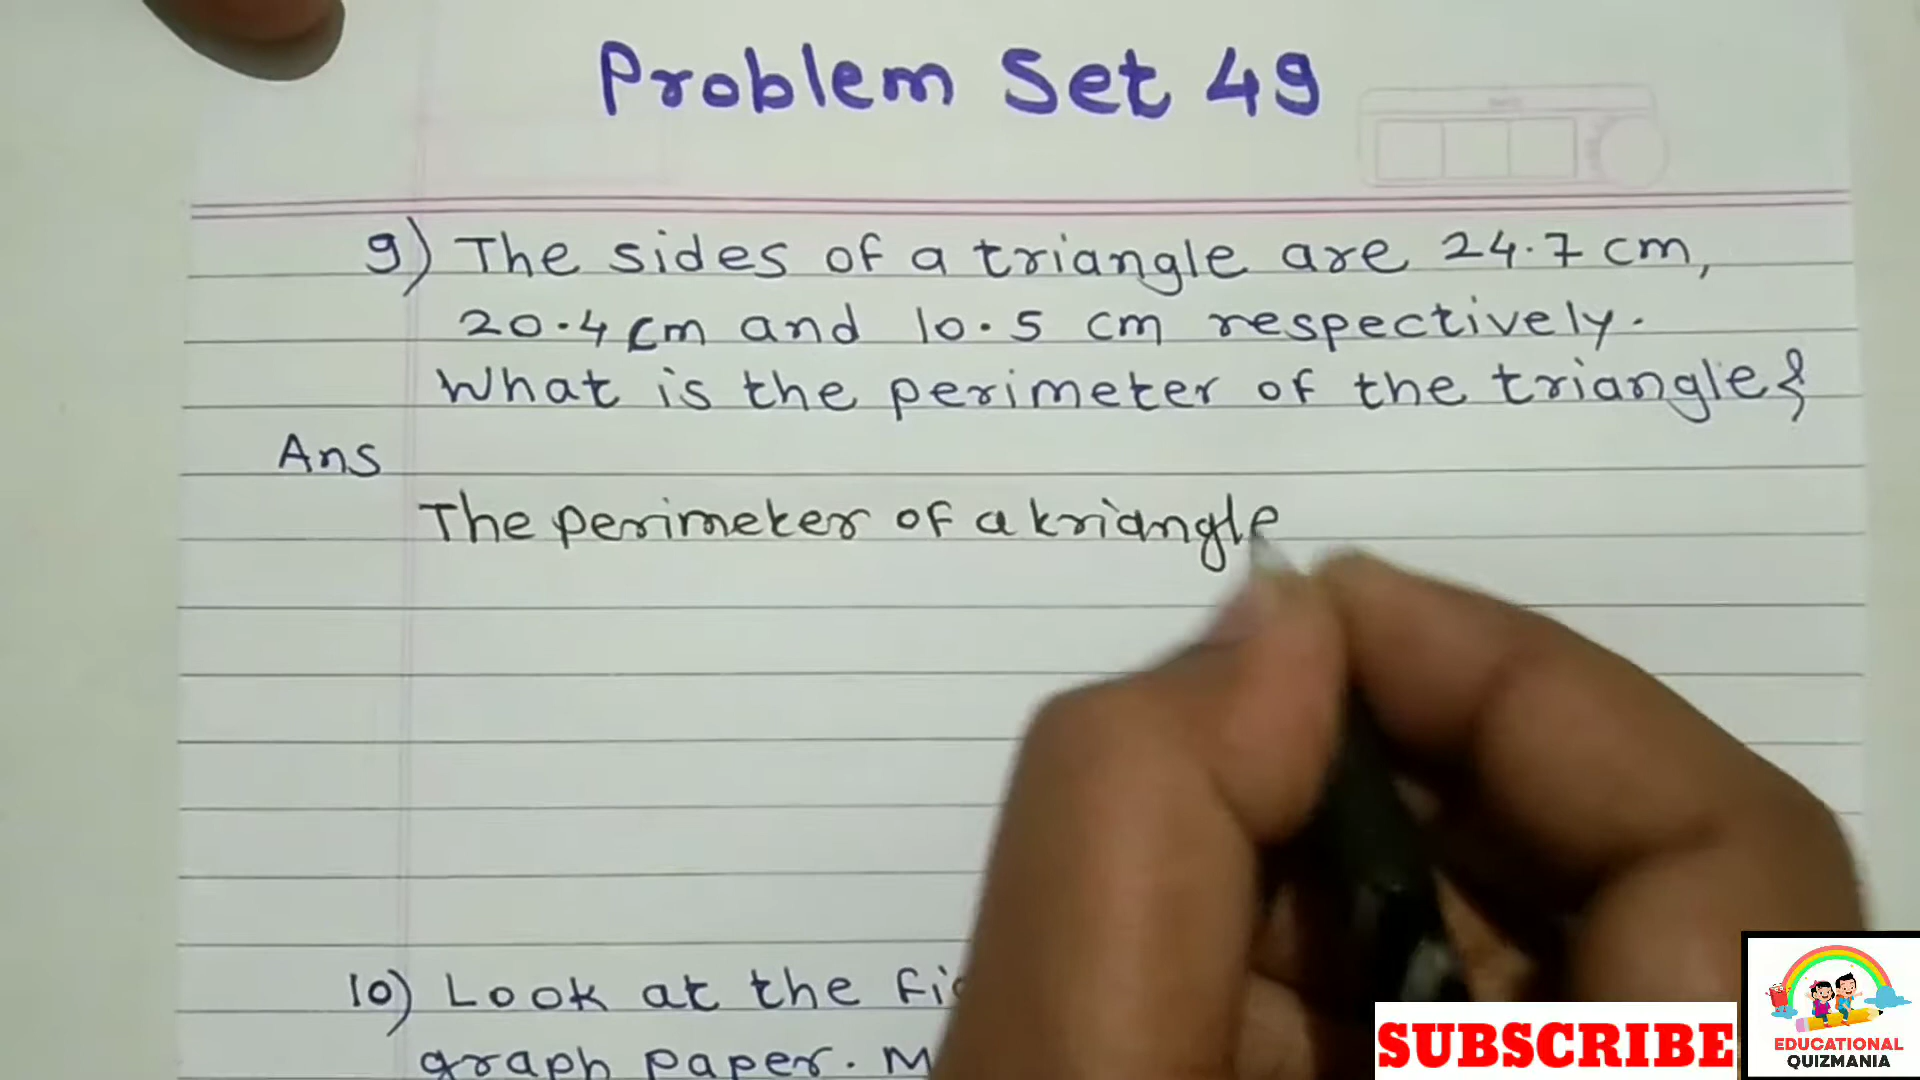 Problem Set 49
9) The sides of a triangle are 24.7 cm,
20.4 cm and 10.5 cm respectively.
What is the perimeter of the triangle?
Ans
The perimeter of a triangle
10) Look at the
graph paper.
SUBSCRIBE
EDUCATIONAL
QUIZMANIA